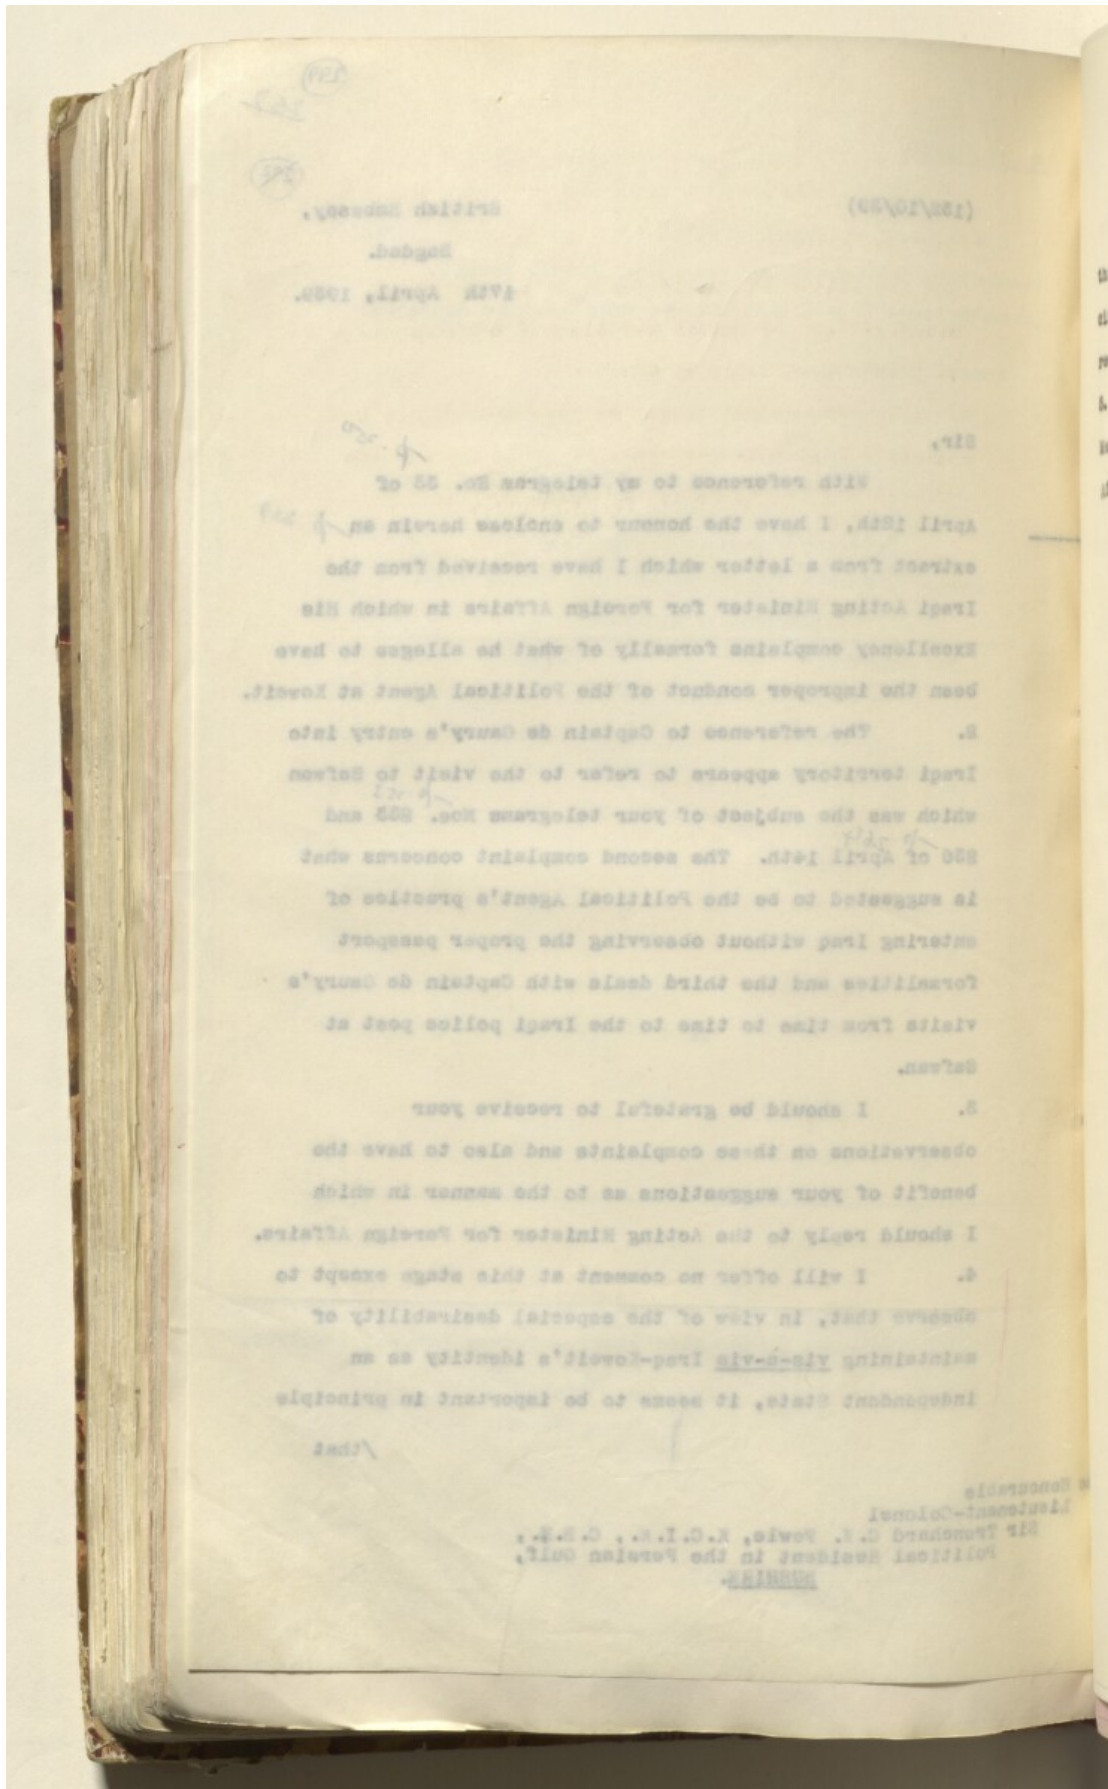 (152/10/39)
British Embassy,
Bagdad.
17th April, 1939.
Sir,
With reference to my telegram No. 33 of
April 12th, I have the honour to enclose herein an
extract from a letter which I have received from the
Iraqi Acting Minister for Foreign Affairs in which His
Excellency complains formally of what he alleges to have
been the improper conduct of the Political Agent at Koweit.
2. The reference to Captain de Gaury's entry into
Iraqi territory appears to refer to the visit to Safwan
which was the subject of your telegrams Nos. 235 and
236 of April 14th. The second complaint concerns what
is suggested to be the Political Agent's practice of
entering Iraq without observing the proper passport
formalities and the third deals with Captain de Gaury's
visits from time to time to the Iraqi police post at
Safwan.
3. I should be grateful to receive your
observations on these complaints and also to have the
benefit of your suggestions as to the manner in which
I should reply to the Acting Minister for Foreign Affairs.
4. I will offer no comment at this stage except to
observe that, in view of the especial desirability of
maintaining vis-à-vis Iraq-Koweit's identity as an
independent State, it seems to be important in principle
/that
Honourable
Lieutenant-Colonel
Sir Trenchard C.W. Fowle, K.C.I.E., C.B.E.,
Political Resident in the Persian Gulf,
BUSHIRE.